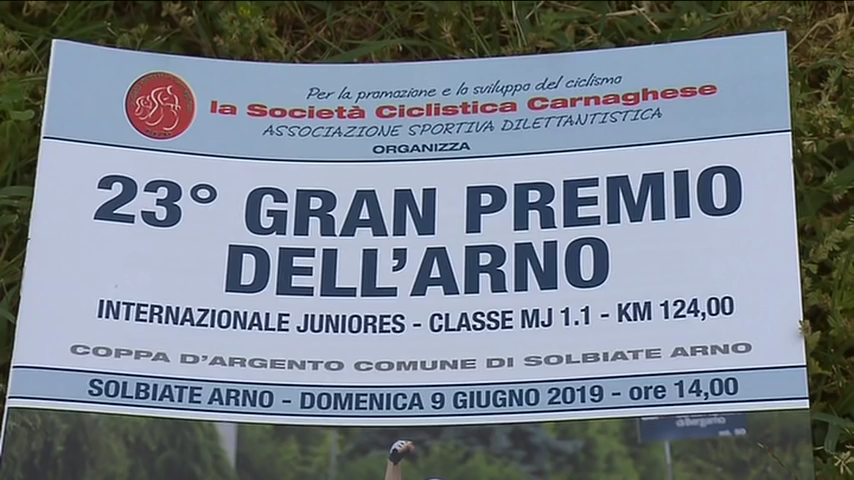 Per la promozione e lo sviluppo del ciclismo
la Società Ciclistica Carnaghese
ASSOCIAZIONE SPORTIVA DILETTANTISTICA
ORGANIZZA
23° GRAN PREMIO
DELL'ARNO
INTERNAZIONALE JUNIORES - CLASSE MJ 1.1 - KM 124,00
COPPA D'ARGENTO COMUNE DI SOLBIATE ARNO
SOLBIATE ARNO - DOMENICA 9 GIUGNO 2019 - ore 14,00